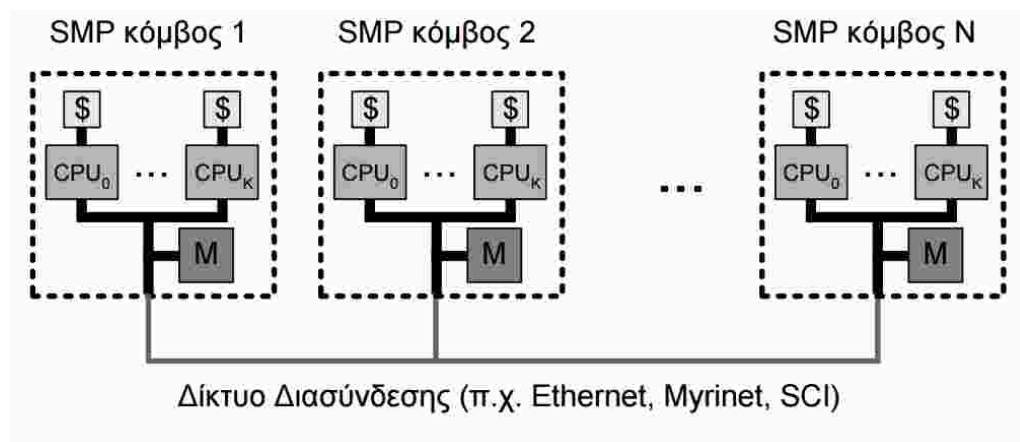 SMP κόμβος 1
SMP κόμβος 2
SMP κόμβος N
$ $ $ $ $ $
CPU₀ ... CPUₖ CPU₀ ... CPUₖ ... CPU₀ ... CPUₖ
M M M
Δίκτυο Διασύνδεσης (π.χ. Ethernet, Myrinet, SCI)